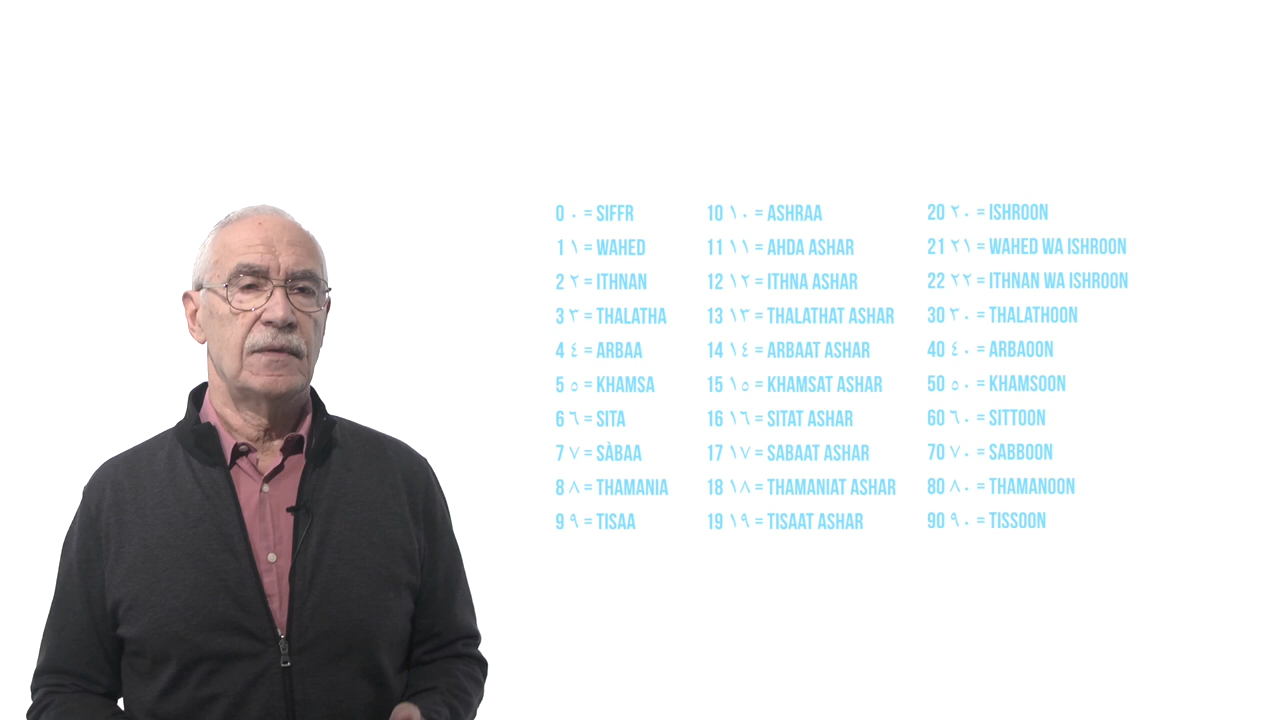 0 ٠ = SIFFR
1 ١ = WAHED
2 ٢ = ITHNAN
3 ٣ = THALATHA
4 ٤ = ARBAA
5 ٥ = KHAMSA
6 ٦ = SITA
7 ٧ = SÀBAA
8 ٨ = THAMANIA
9 ٩ = TISAA
10 ١٠ = ASHRAA
11 ١١ = AHDA ASHAR
12 ١٢ = ITHNA ASHAR
13 ١٣ = THALATHAT ASHAR
14 ١٤ = ARBAAT ASHAR
15 ١٥ = KHAMSAT ASHAR
16 ١٦ = SITAT ASHAR
17 ١٧ = SABAAT ASHAR
18 ١٨ = THAMANIAT ASHAR
19 ١٩ = TISAAT ASHAR
20 ٢٠ = ISHROON
21 ٢١ = WAHED WA ISHROON
22 ٢٢ = ITHNAN WA ISHROON
30 ٣٠ = THALATHOON
40 ٤٠ = ARBAOON
50 ٥٠ = KHAMSOON
60 ٦٠ = SITTOON
70 ٧٠ = SABBOON
80 ٨٠ = THAMANOON
90 ٩٠ = TISSOON